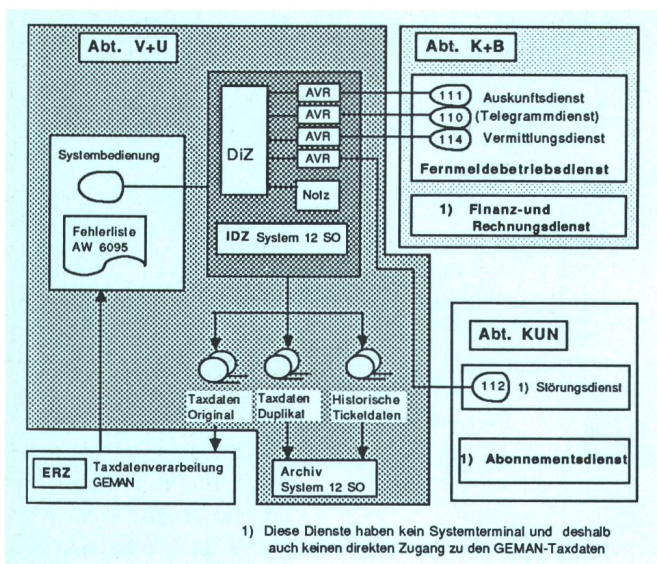 Abt. V+U
Abt. K+B
AVR
AVR
AVR
AVR
DiZ
Nolz
IDZ System 12 SO
111 Auskunftsdienst
110 (Telegrammdienst)
114 Vermittlungsdienst
Fernmeldebetriebsdienst
1) Finanz-und
Rechnungsdienst
Systembedienung
Fehlerliste
AW 6095
Abt. KUN
112 1) Störungsdienst
1) Abonnementsdienst
Taxdaten
Original
Taxdaten
Duplikat
Historische
Ticketdaten
ERZ Taxdatenverarbeitung
GEMAN
Archiv
System 12 SO
1) Diese Dienste haben kein Systemterminal und deshalb
auch keinen direkten Zugang zu den GEMAN-Taxdaten